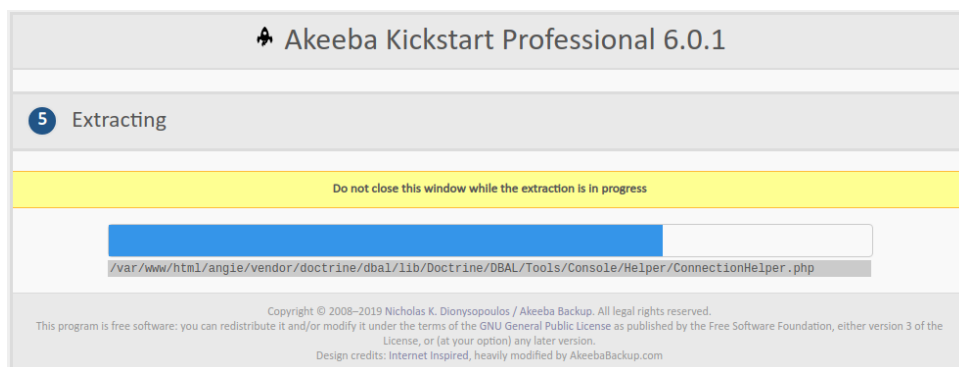 Akeeba Kickstart Professional 6.0.1
5 Extracting
Do not close this window while the extraction is in progress
/var/www/html/angie/vendor/doctrine/dbal/lib/Doctrine/DBAL/Tools/Console/Helper/ConnectionHelper.php
Copyright © 2008–2019 Nicholas K. Dionysopoulos / Akeeba Backup. All legal rights reserved.
This program is free software: you can redistribute it and/or modify it under the terms of the GNU General Public License as published by the Free Software Foundation, either version 3 of the
License, or (at your option) any later version.
Design credits: Internet Inspired, heavily modified by AkeebaBackup.com